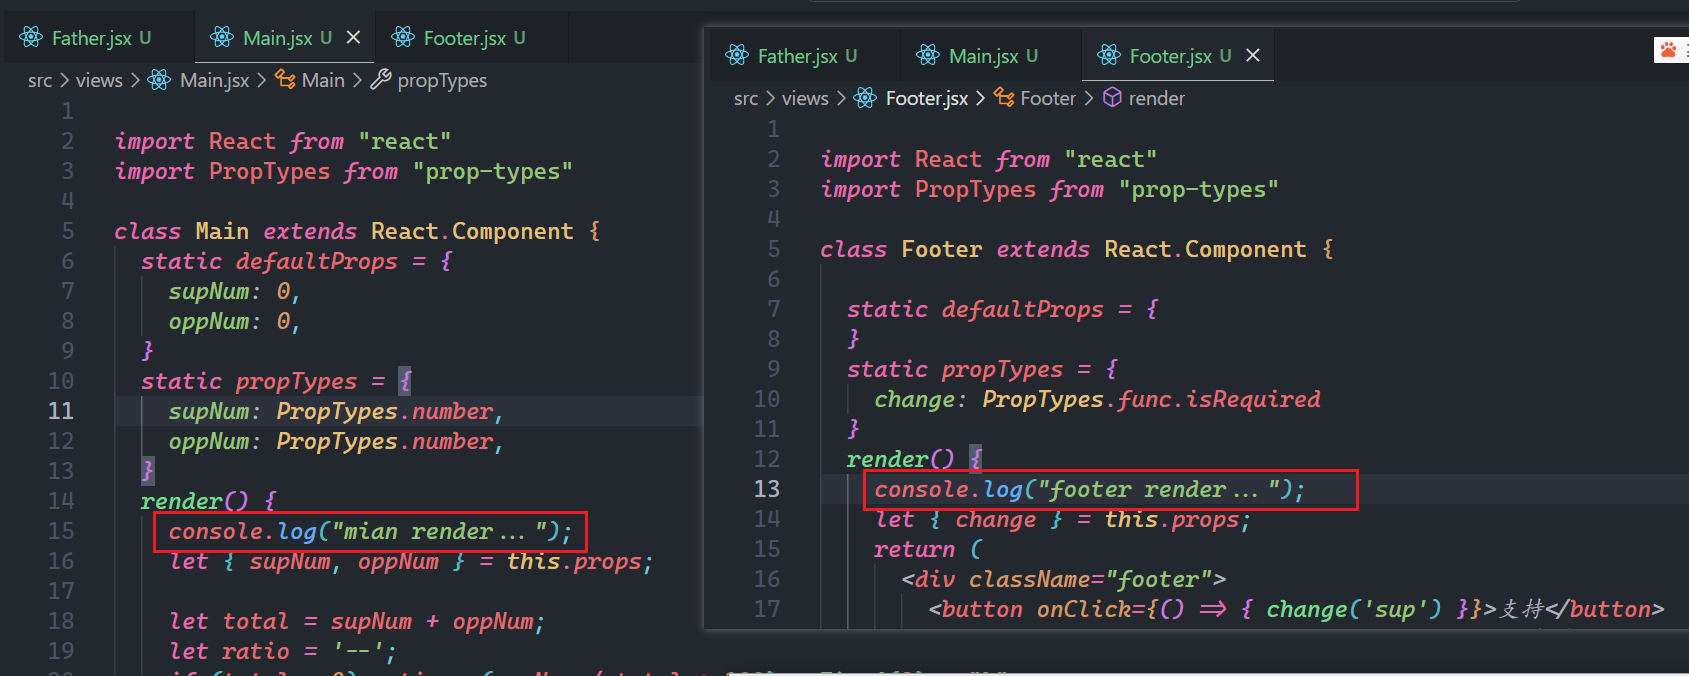 Father.jsx U
Main.jsx U
Footer.jsx U
src > views > Main.jsx > Main > propTypes
1
2 import React from "react"
3 import PropTypes from "prop-types"
4
5 class Main extends React.Component {
6 static defaultProps = {
7 supNum: 0,
8 oppNum: 0,
9 }
10 static propTypes = {
11 supNum: PropTypes.number,
12 oppNum: PropTypes.number,
13 }
14 render() {
15 console.log("mian render...");
16 let { supNum, oppNum } = this.props;
17
18 let total = supNum + oppNum;
19 let ratio = '--';
Father.jsx U
Main.jsx U
Footer.jsx U
src > views > Footer.jsx > Footer > render
1
2 import React from "react"
3 import PropTypes from "prop-types"
4
5 class Footer extends React.Component {
6
7 static defaultProps = {
8 }
9 static propTypes = {
10 change: PropTypes.func.isRequired
11 }
12 render() {
13 console.log("footer render...");
14 let { change } = this.props;
15 return (
16 <div className="footer">
17 <button onClick={() => { change('sup') }}>支持</button>